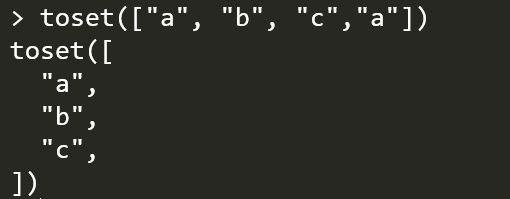 > toset(["a", "b", "c","a"])
toset([
  "a",
  "b",
  "c",
])